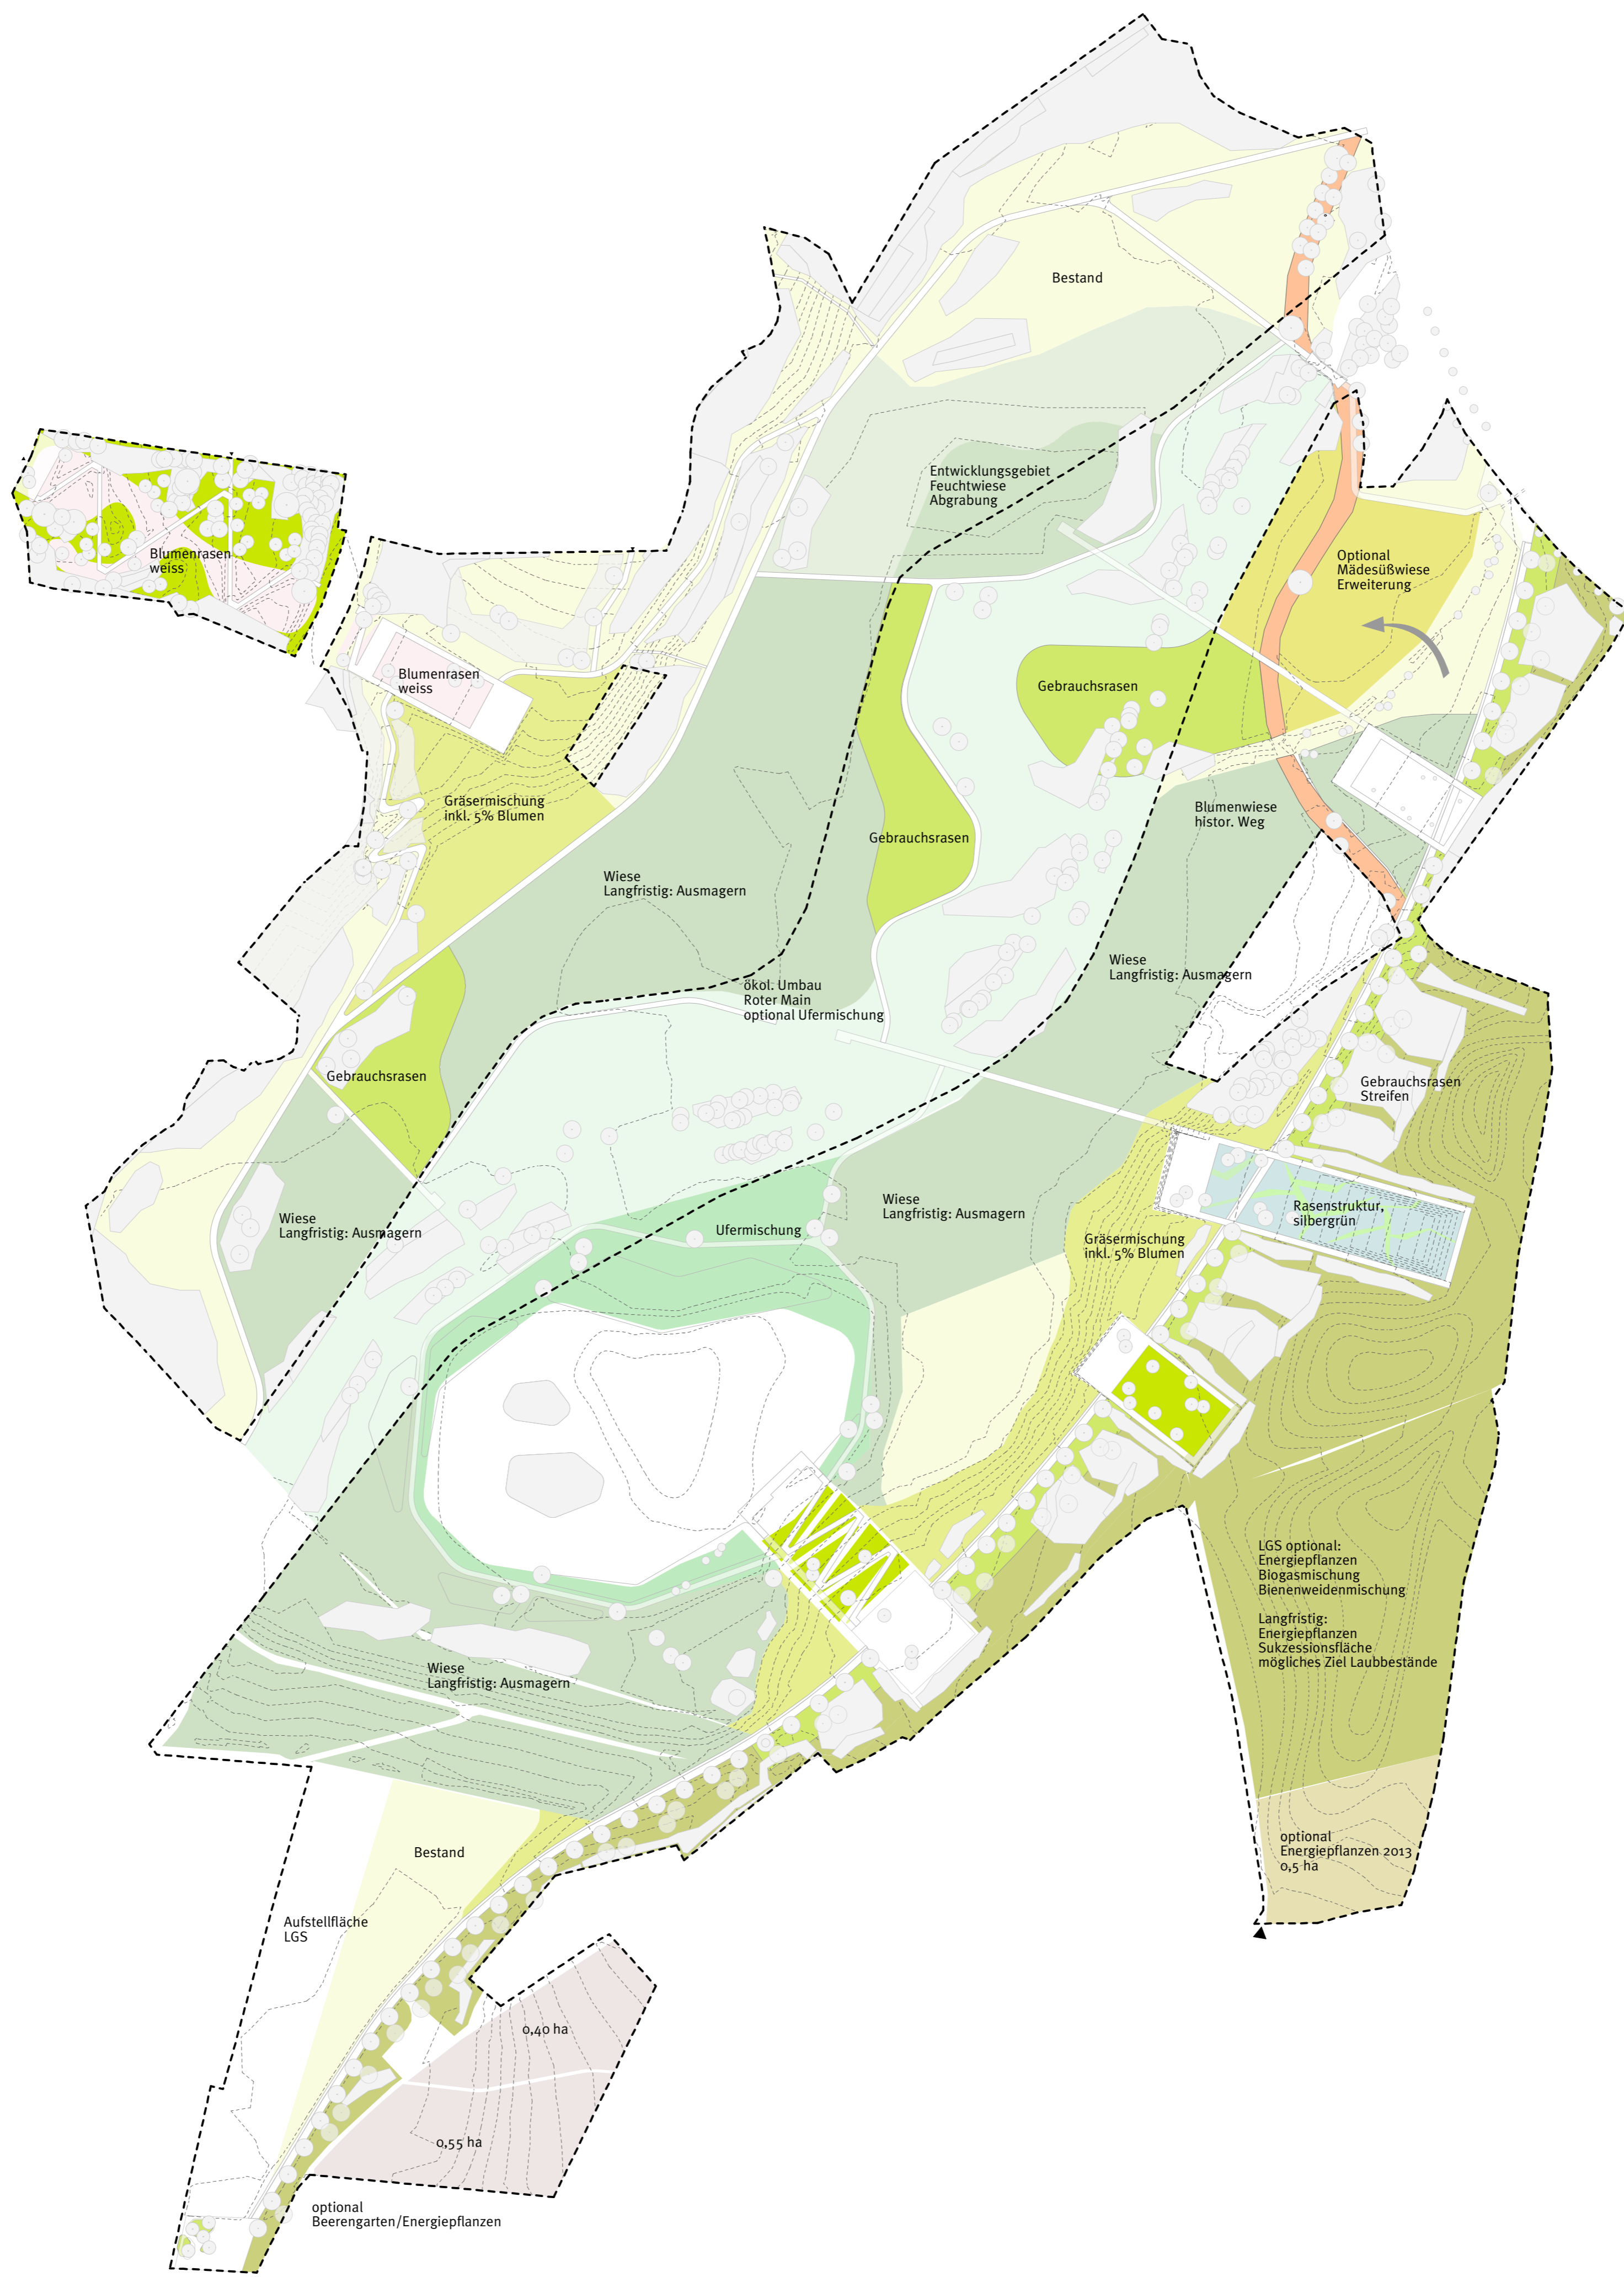 Bestand
Entwicklungsgebiet
Feuchtwiese
Abgrabung
Blumenrasen
weiss
Optional
Mädesüßwiese
Erweiterung
Blumenrasen
weiss
Gebrauchsrasen
Gräsermischung
inkl. 5% Blumen
Blumenwiese
histor. Weg
Gebrauchsrasen
Wiese
Langfristig: Ausmagern
Wiese
Langfristig: Ausmagern
ökol. Umbau
Roter Main
optional Ufermischung
Gebrauchsrasen
Gebrauchsrasen
Streifen
Wiese
Langfristig: Ausmagern
Rasenstruktur,
silbergrün
Wiese
Langfristig: Ausmagern
Ufermischung
Gräsermischung
inkl. 5% Blumen
LGS optional:
Energiepflanzen
Biogasmischung
Bienenweidenmischung
Langfristig:
Energiepflanzen
Sukzessionsfläche
mögliches Ziel Laubbestände
Wiese
Langfristig: Ausmagern
optional
Energiepflanzen 2013
0,5 ha
Bestand
Aufstellfläche
LGS
0,40 ha
0,55 ha
optional
Beerengarten/Energiepflanzen